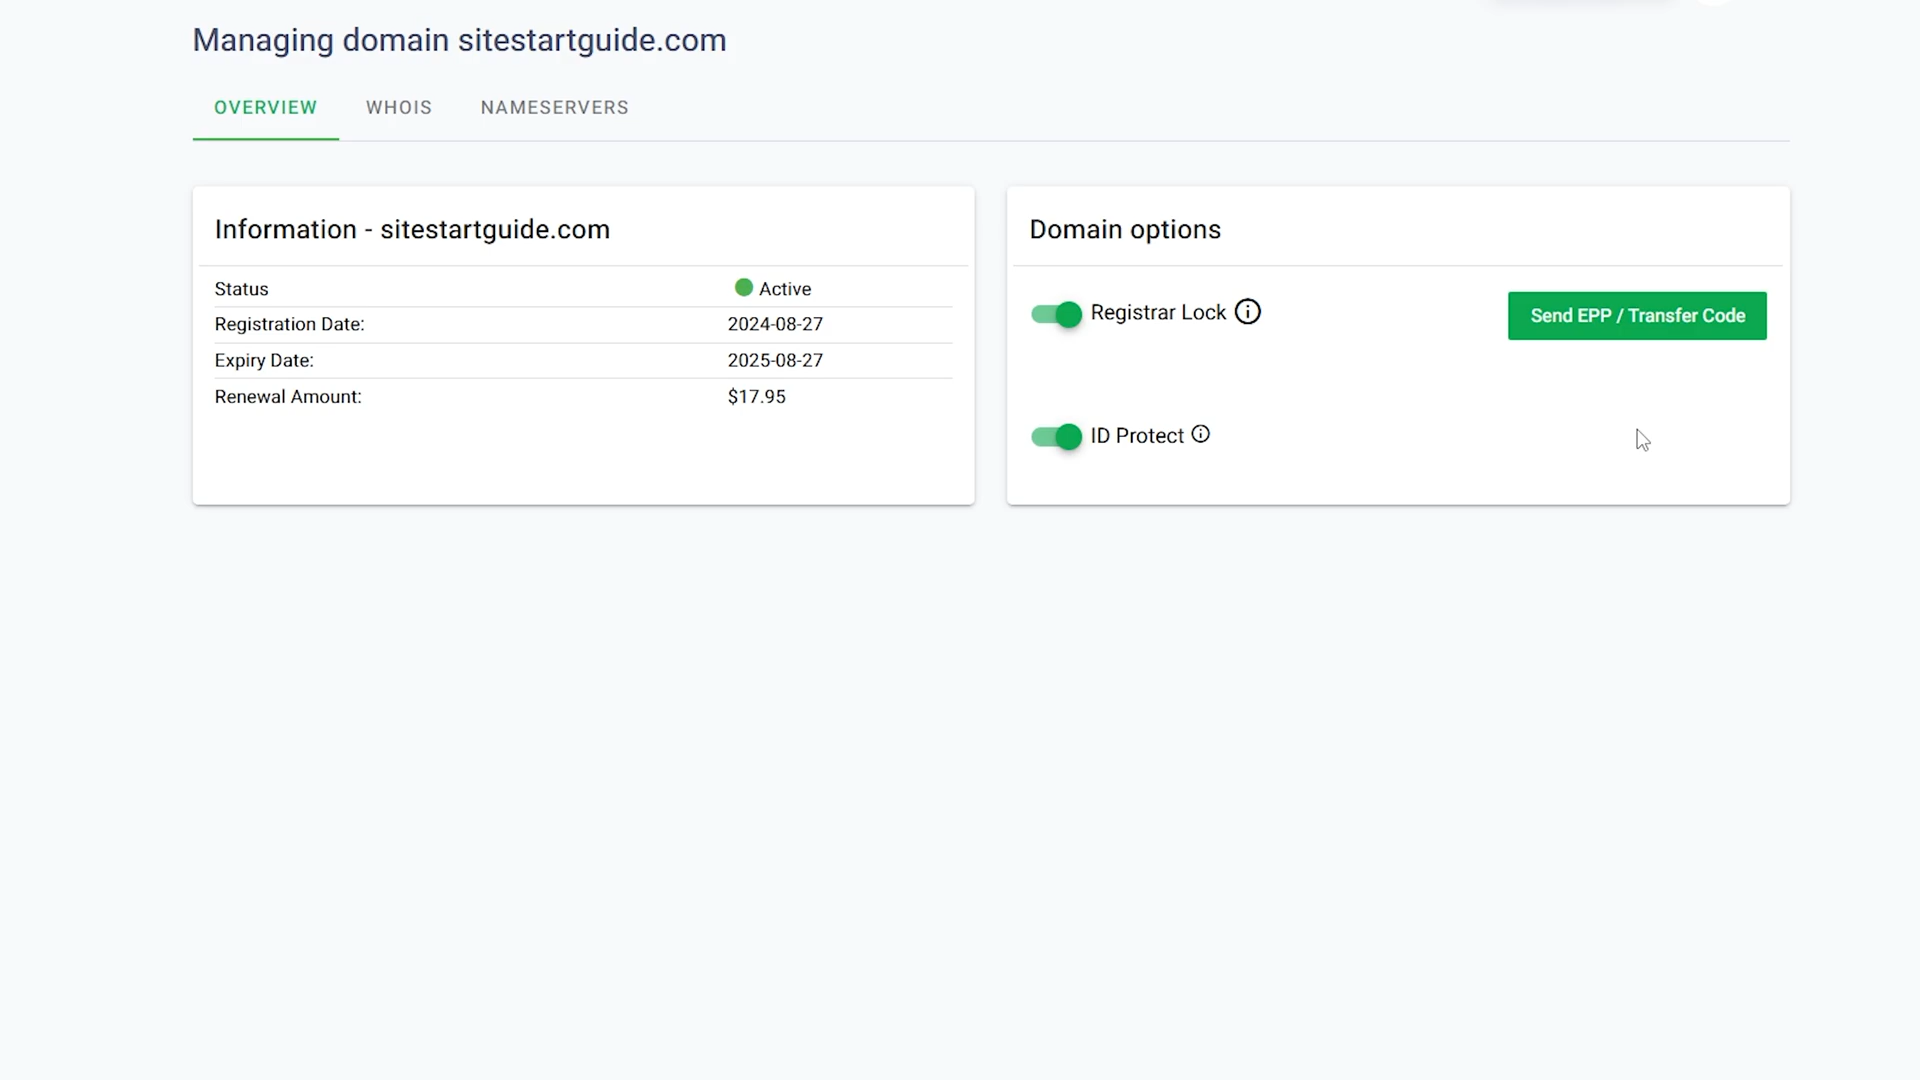 Managing domain sitestartguide.com
OVERVIEW WHOIS NAMESERVERS
Information - sitestartguide.com
Status Active
Registration Date: 2024-08-27
Expiry Date: 2025-08-27
Renewal Amount: $17.95
Domain options
Registrar Lock Send EPP / Transfer Code
ID Protect